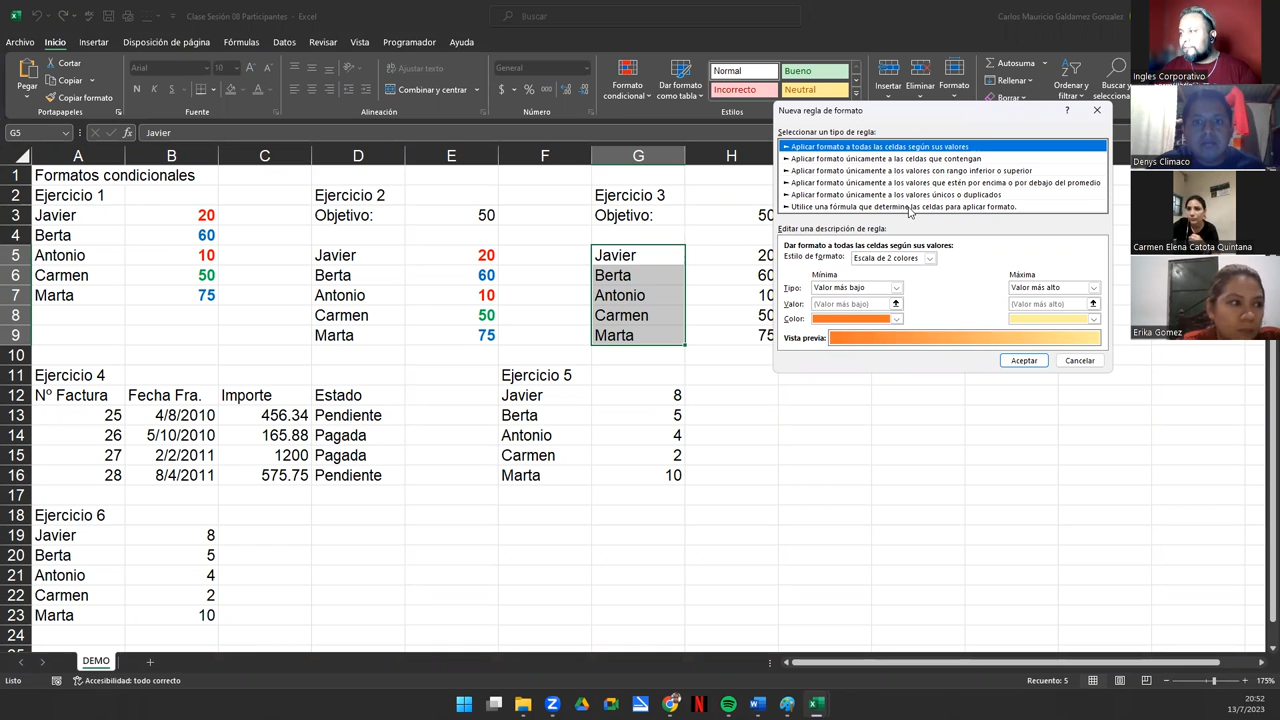 Clase Sesión 08 Participantes - Excel
Buscar
Carlos Mauricio Galdamez Gonzalez
Archivo Inicio Insertar Disposición de página Fórmulas Datos Revisar Vista Programador Ayuda
Pegar
Cortar
Copiar
Copiar formato
Portapapeles
Arial 10
N K S
Fuente
Ajustar texto
Combinar y centrar
Alineación
General
Número
Formato condicional
Dar formato como tabla
Normal Bueno
Incorrecto Neutral
Estilos
Insertar Eliminar Formato
Autosuma
Rellenar
Borrar
Ordenar y filtrar
Buscar y
G5 Javier
A B C D E F G H
1 Formatos condicionales
2 Ejercicio 1 Ejercicio 2 Ejercicio 3
3 Javier 20 Objetivo: 50 Objetivo: 50
4 Berta 60
5 Antonio 10 Javier 20 Javier 20
6 Carmen 50 Berta 60 Berta 60
7 Marta 75 Antonio 10 Antonio 10
8 Carmen 50 Carmen 50
9 Marta 75 Marta 75
10
11 Ejercicio 4 Ejercicio 5
12 Nº Factura Fecha Fra. Importe Estado Javier 8
13 25 4/8/2010 456.34 Pendiente Berta 5
14 26 5/10/2010 165.88 Pagada Antonio 4
15 27 2/2/2011 1200 Pagada Carmen 2
16 28 8/4/2011 575.75 Pendiente Marta 10
17
18 Ejercicio 6
19 Javier 8
20 Berta 5
21 Antonio 4
22 Carmen 2
23 Marta 10
24
Nueva regla de formato
Seleccionar un tipo de regla:
► Aplicar formato a todas las celdas según sus valores
► Aplicar formato únicamente a las celdas que contengan
► Aplicar formato únicamente a los valores con rango inferior o superior
► Aplicar formato únicamente a los valores que estén por encima o por debajo del promedio
► Aplicar formato únicamente a los valores únicos o duplicados
► Utilice una fórmula que determine las celdas para aplicar formato.
Editar una descripción de regla:
Dar formato a todas las celdas según sus valores:
Estilo de formato: Escala de 2 colores
Mínima Máxima
Tipo: Valor más bajo Valor más alto
Valor: (Valor más bajo) (Valor más alto)
Color:
Vista previa:
Aceptar Cancelar
Ingles Corporativo
Denys Climaco
Carmen Elena Catota Quintana
Erika Gomez
DEMO
Listo
Accesibilidad: todo correcto
Recuento: 5
175%
20:52
13/7/2023